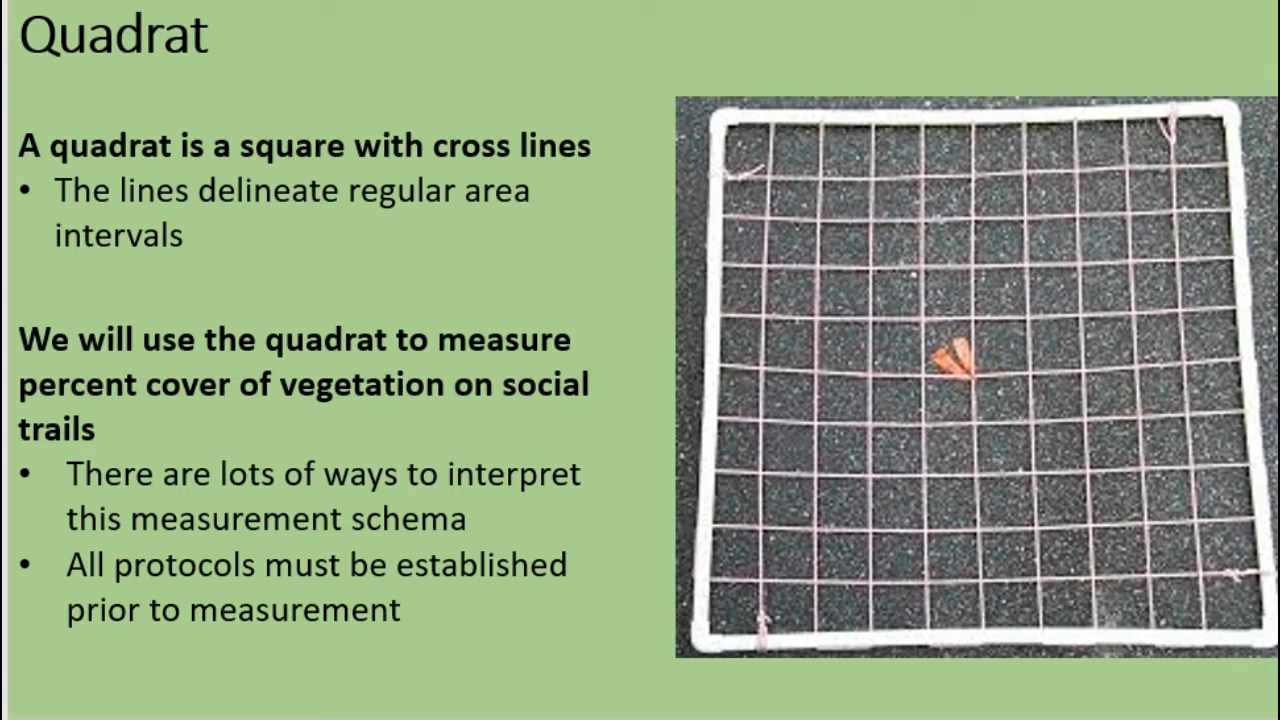 Quadrat
A quadrat is a square with cross lines
• The lines delineate regular area
intervals
We will use the quadrat to measure
percent cover of vegetation on social
trails
• There are lots of ways to interpret
this measurement schema
• All protocols must be established
prior to measurement